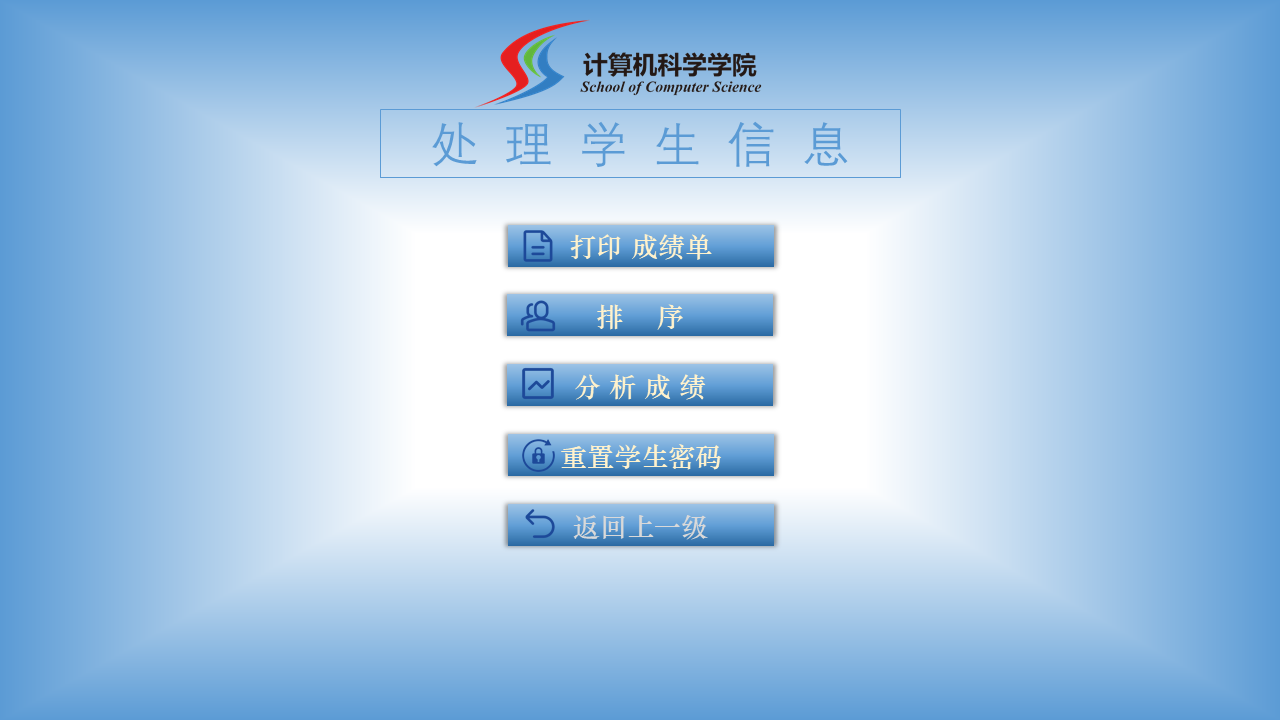 计算机科学学院
School of Computer Science
处 理 学 生 信 息
打印 成绩单
排 序
分 析 成 绩
重置学生密码
返回上一级